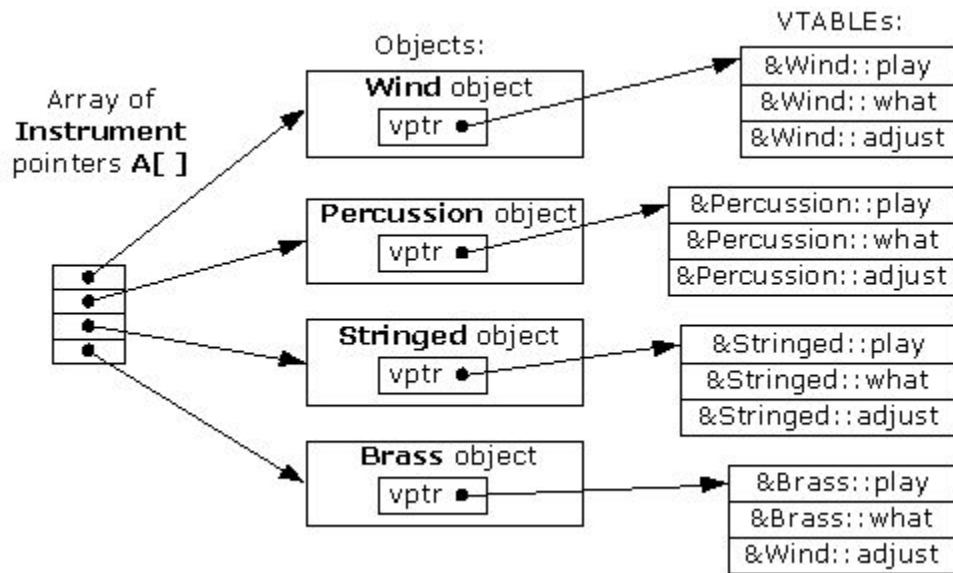 Array of
Instrument
pointers A[ ]
Objects:
Wind object
vptr
Percussion object
vptr
Stringed object
vptr
Brass object
vptr
VTABLEs:
&Wind::play
&Wind::what
&Wind::adjust
&Percussion::play
&Percussion::what
&Percussion::adjust
&Stringed::play
&Stringed::what
&Stringed::adjust
&Brass::play
&Brass::what
&Wind::adjust